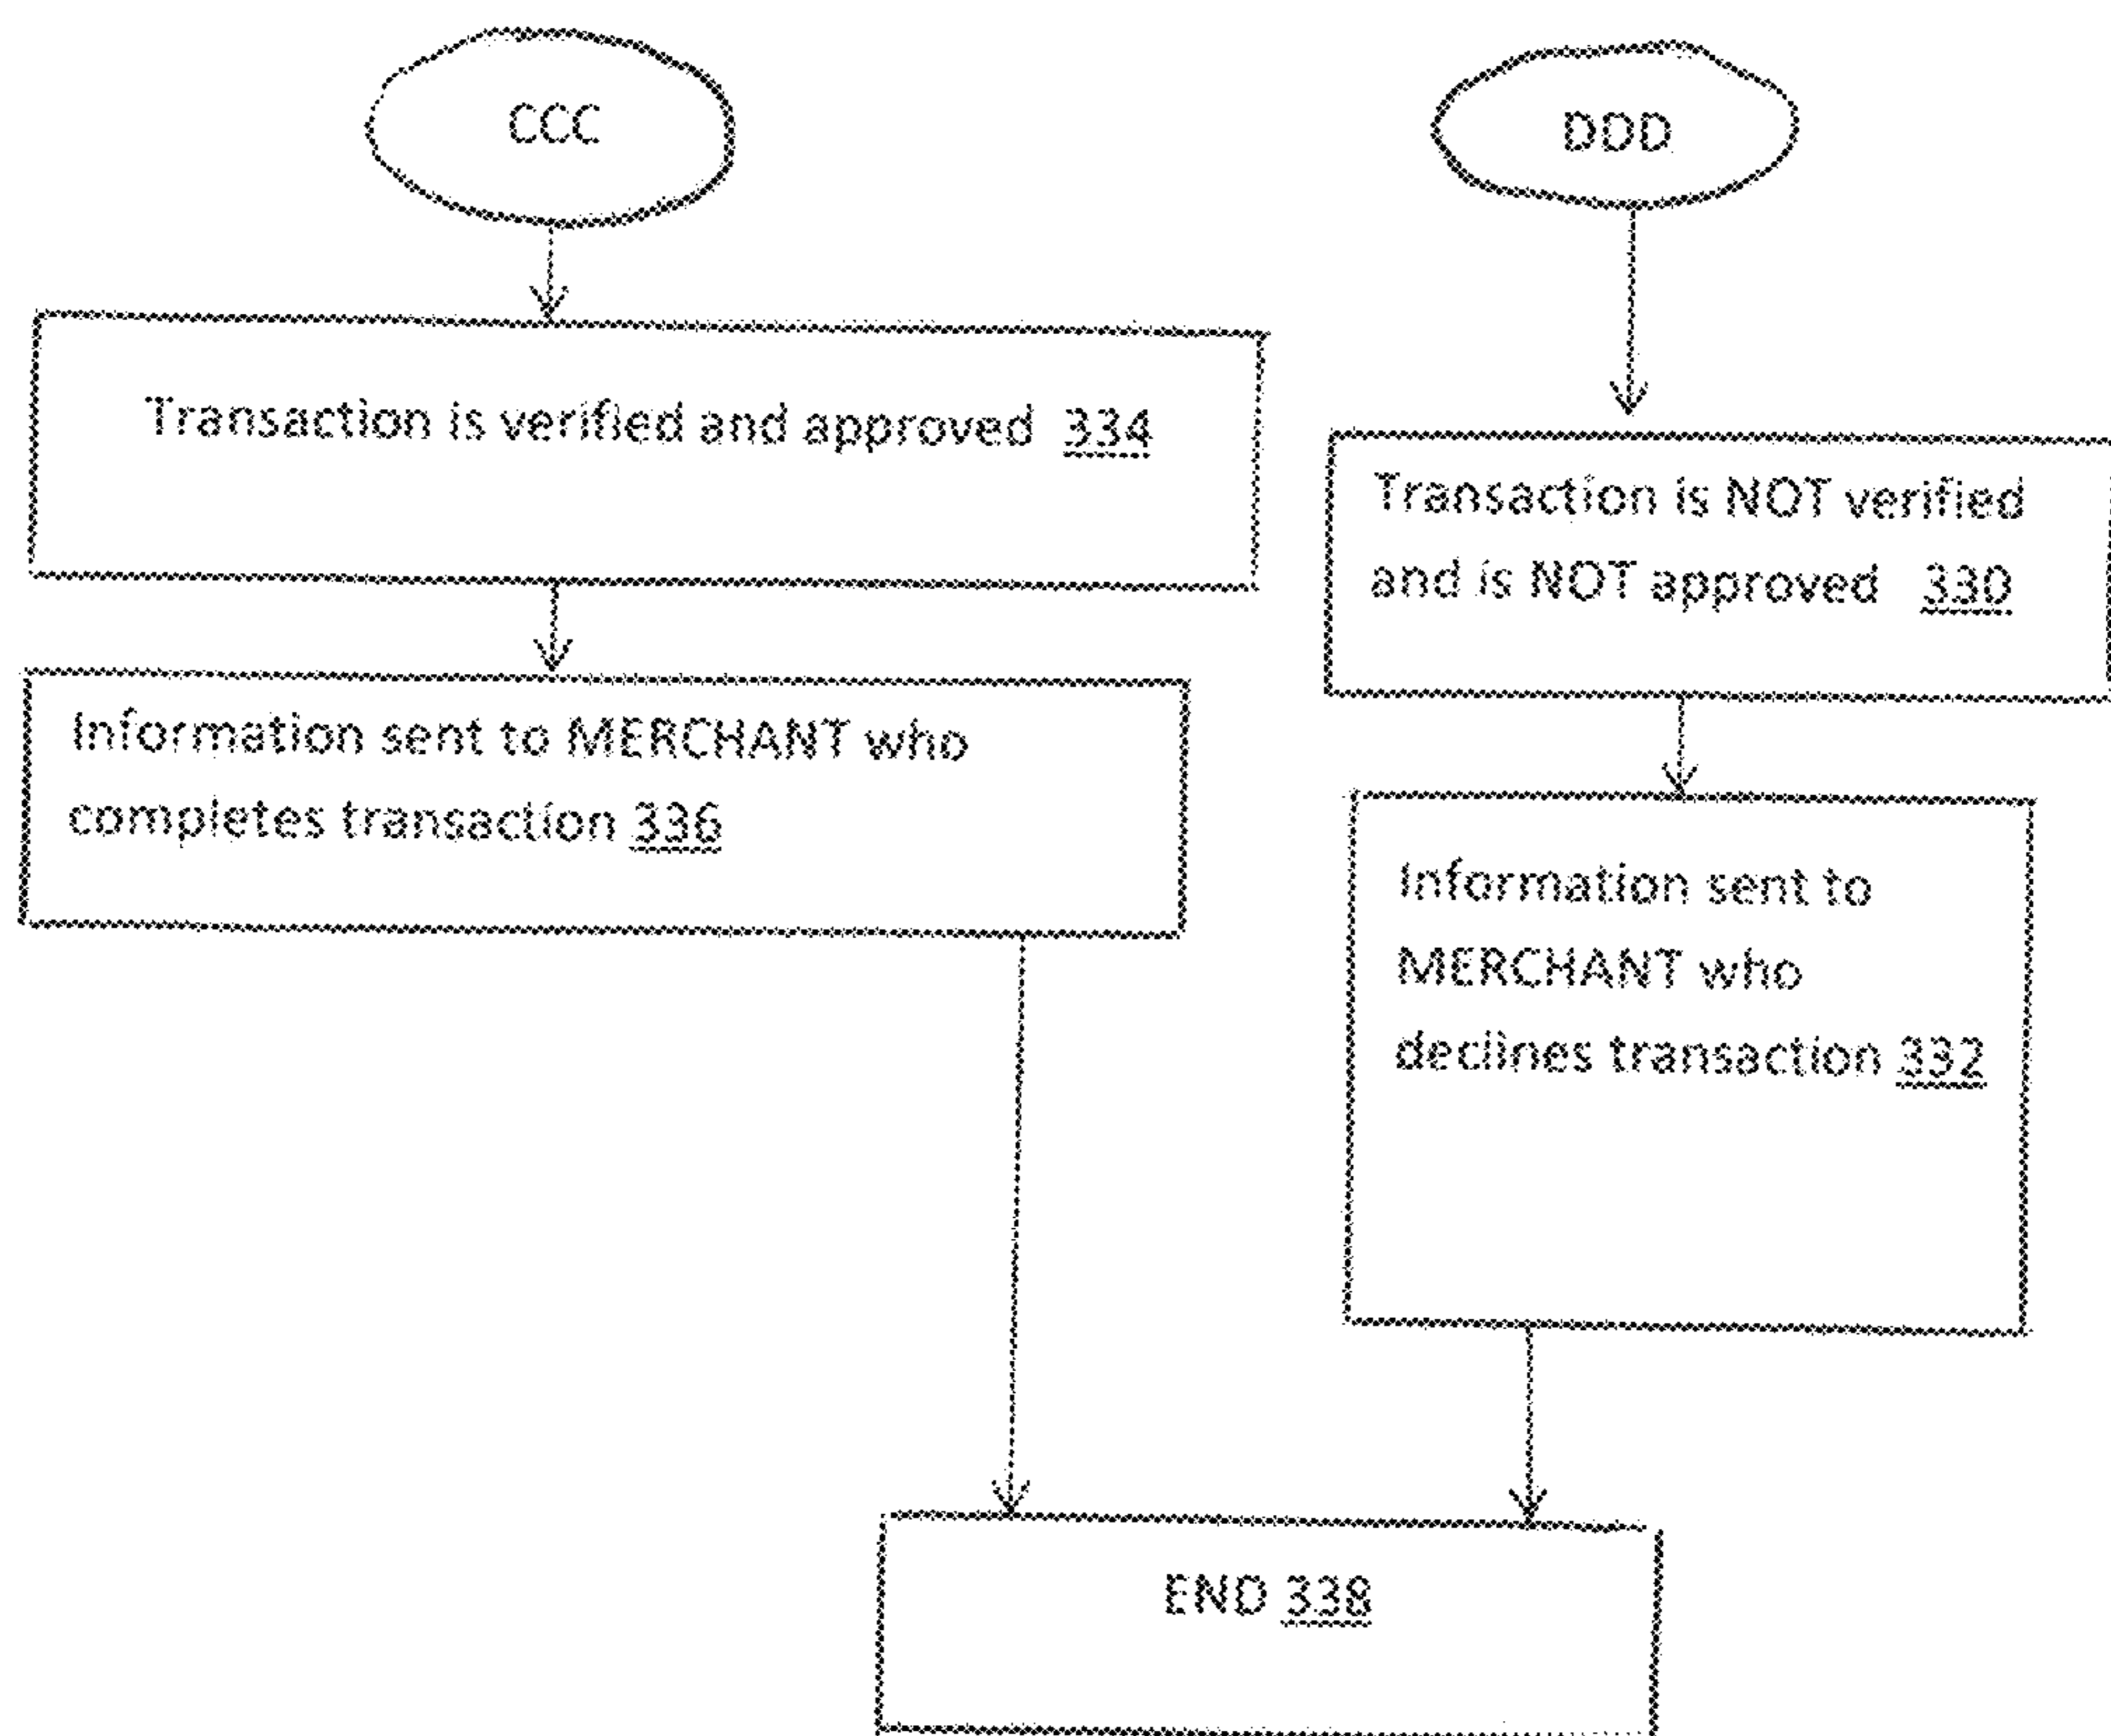 CCC
Transaction is verified and approved 334
Information sent to MERCHANT who
completes transaction 336
DDD
Transaction is NOT verified
and is NOT approved 330
Information sent to
MERCHANT who
declines transaction 332
END 338